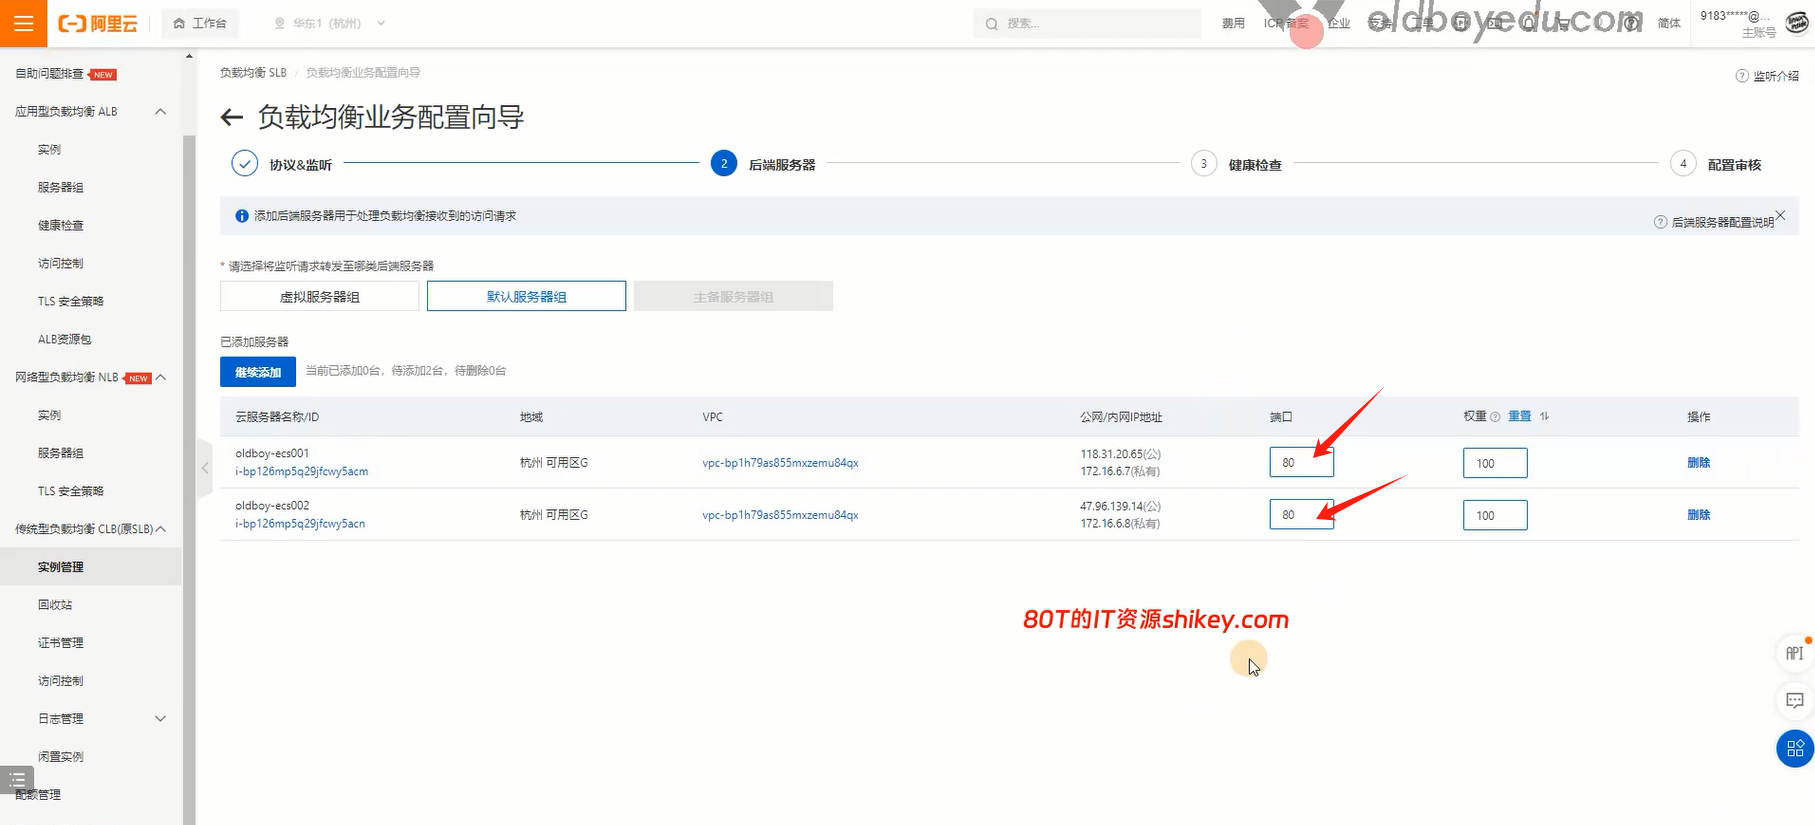 阿里云
工作台
华东1（杭州）
搜索...
费用
ICP 备案
企业
支持
工单
oldboyedu.com
简体
9183*****@...
主账号
自助问题排查 NEW
应用型负载均衡 ALB
实例
服务器组
健康检查
访问控制
TLS 安全策略
ALB资源包
网络型负载均衡 NLB NEW
实例
服务器组
TLS 安全策略
传统型负载均衡 CLB(原SLB)
实例管理
回收站
证书管理
访问控制
日志管理
闲置实例
配额管理
负载均衡 SLB / 负载均衡业务配置向导
监听介绍
负载均衡业务配置向导
协议&监听
2 后端服务器
3 健康检查
4 配置审核
添加后端服务器用于处理负载均衡接收到的访问请求
后端服务器配置说明
* 请选择将监听请求转发至哪类后端服务器
虚拟服务器组
默认服务器组
主备服务器组
已添加服务器
继续添加 当前已添加0台，待添加2台，待删除0台
云服务器名称/ID 地域 VPC 公网/内网IP地址 端口 权重 重置 操作
oldboy-ecs001
i-bp126mp5q29jfcwy5acm
杭州 可用区G
vpc-bp1h79as855mxzemu84qx
118.31.20.65(公)
172.16.6.7(私有)
80
100
删除
oldboy-ecs002
i-bp126mp5q29jfcwy5acn
杭州 可用区G
vpc-bp1h79as855mxzemu84qx
47.96.139.14(公)
172.16.6.8(私有)
80
100
删除
80T的IT资源shikey.com
API